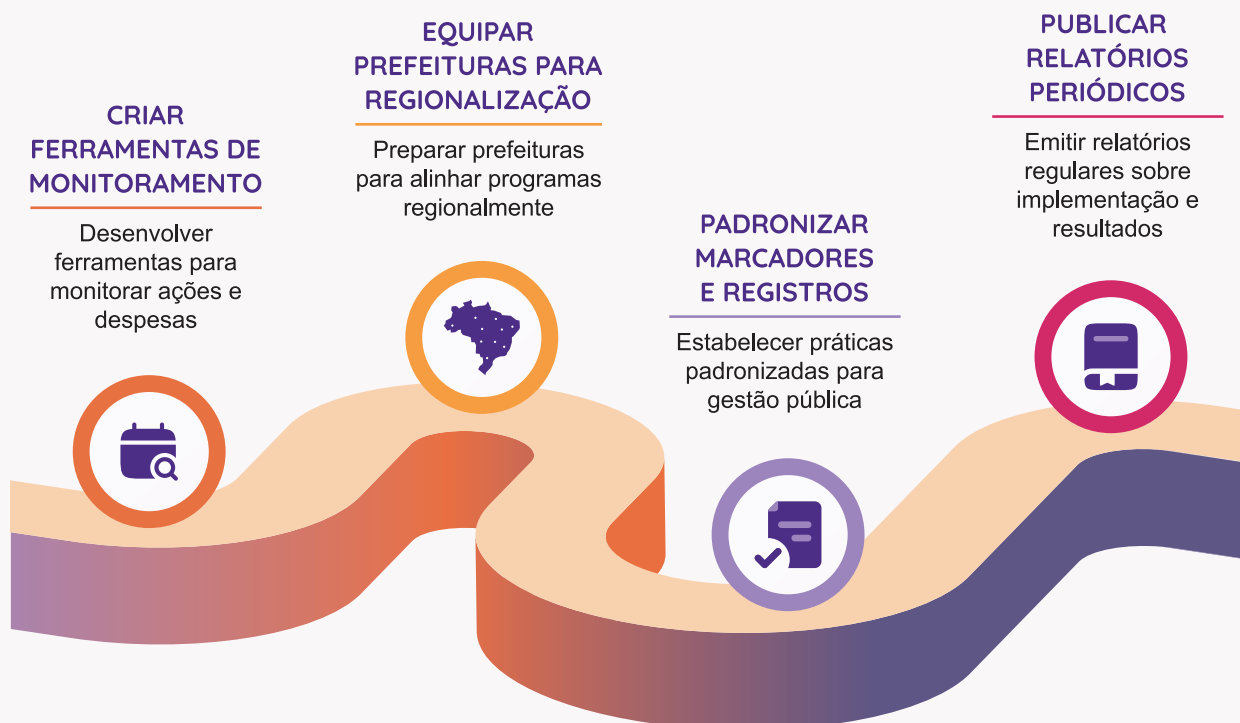 CRIAR
FERRAMENTAS DE
MONITORAMENTO
Desenvolver
ferramentas para
monitorar ações e
despesas
EQUIPAR
PREFEITURAS PARA
REGIONALIZAÇÃO
Preparar prefeituras
para alinhar programas
regionalmente
PADRONIZAR
MARCADORES
E REGISTROS
Estabelecer práticas
padronizadas para
gestão pública
PUBLICAR
RELATÓRIOS
PERIÓDICOS
Emitir relatórios
regulares sobre
implementação e
resultados